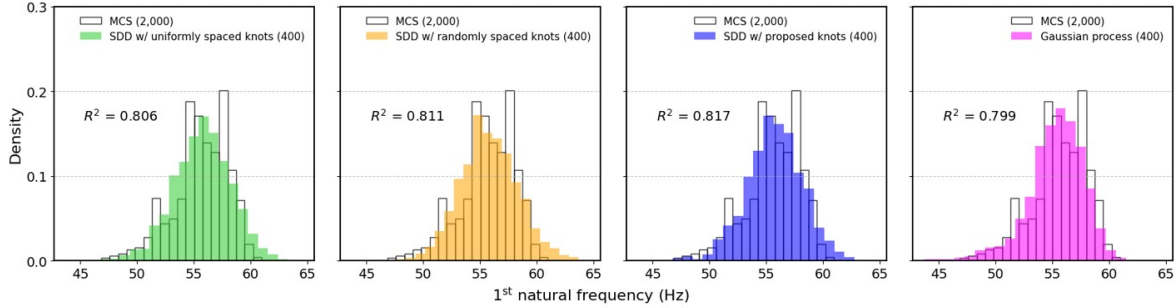 0.3
0.2
0.1
0.0
Density
MCS (2,000)
SDD w/ uniformly spaced knots (400)
R² = 0.806
45 50 55 60 65
MCS (2,000)
SDD w/ randomly spaced knots (400)
R² = 0.811
45 50 55 60 65
MCS (2,000)
SDD w/ proposed knots (400)
R² = 0.817
45 50 55 60 65
MCS (2,000)
Gaussian process (400)
R² = 0.799
45 50 55 60 65
1ˢᵗ natural frequency (Hz)